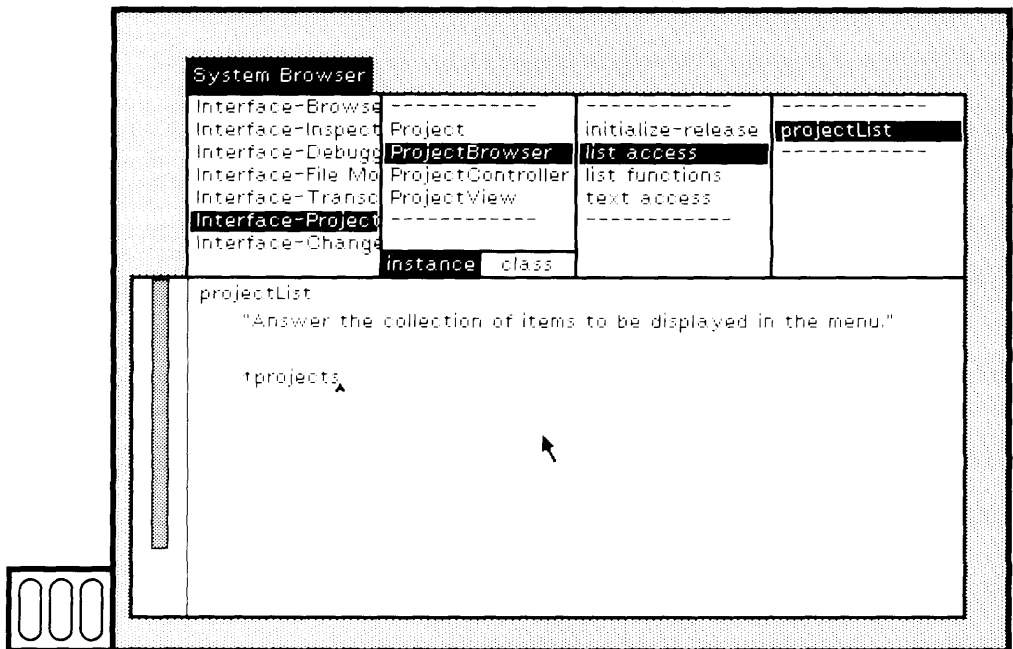 System Browser
Interface-Browse
Interface-Inspect
Interface-Debugg
Interface-File Mo
Interface-Transc
Interface-Project
Interface-Change
------------
Project
ProjectBrowser
ProjectController
ProjectView
------------
instance class
------------
initialize-release
list access
list functions
text access
------------
------------
projectList
------------
projectList
"Answer the collection of items to be displayed in the menu."
↑projects